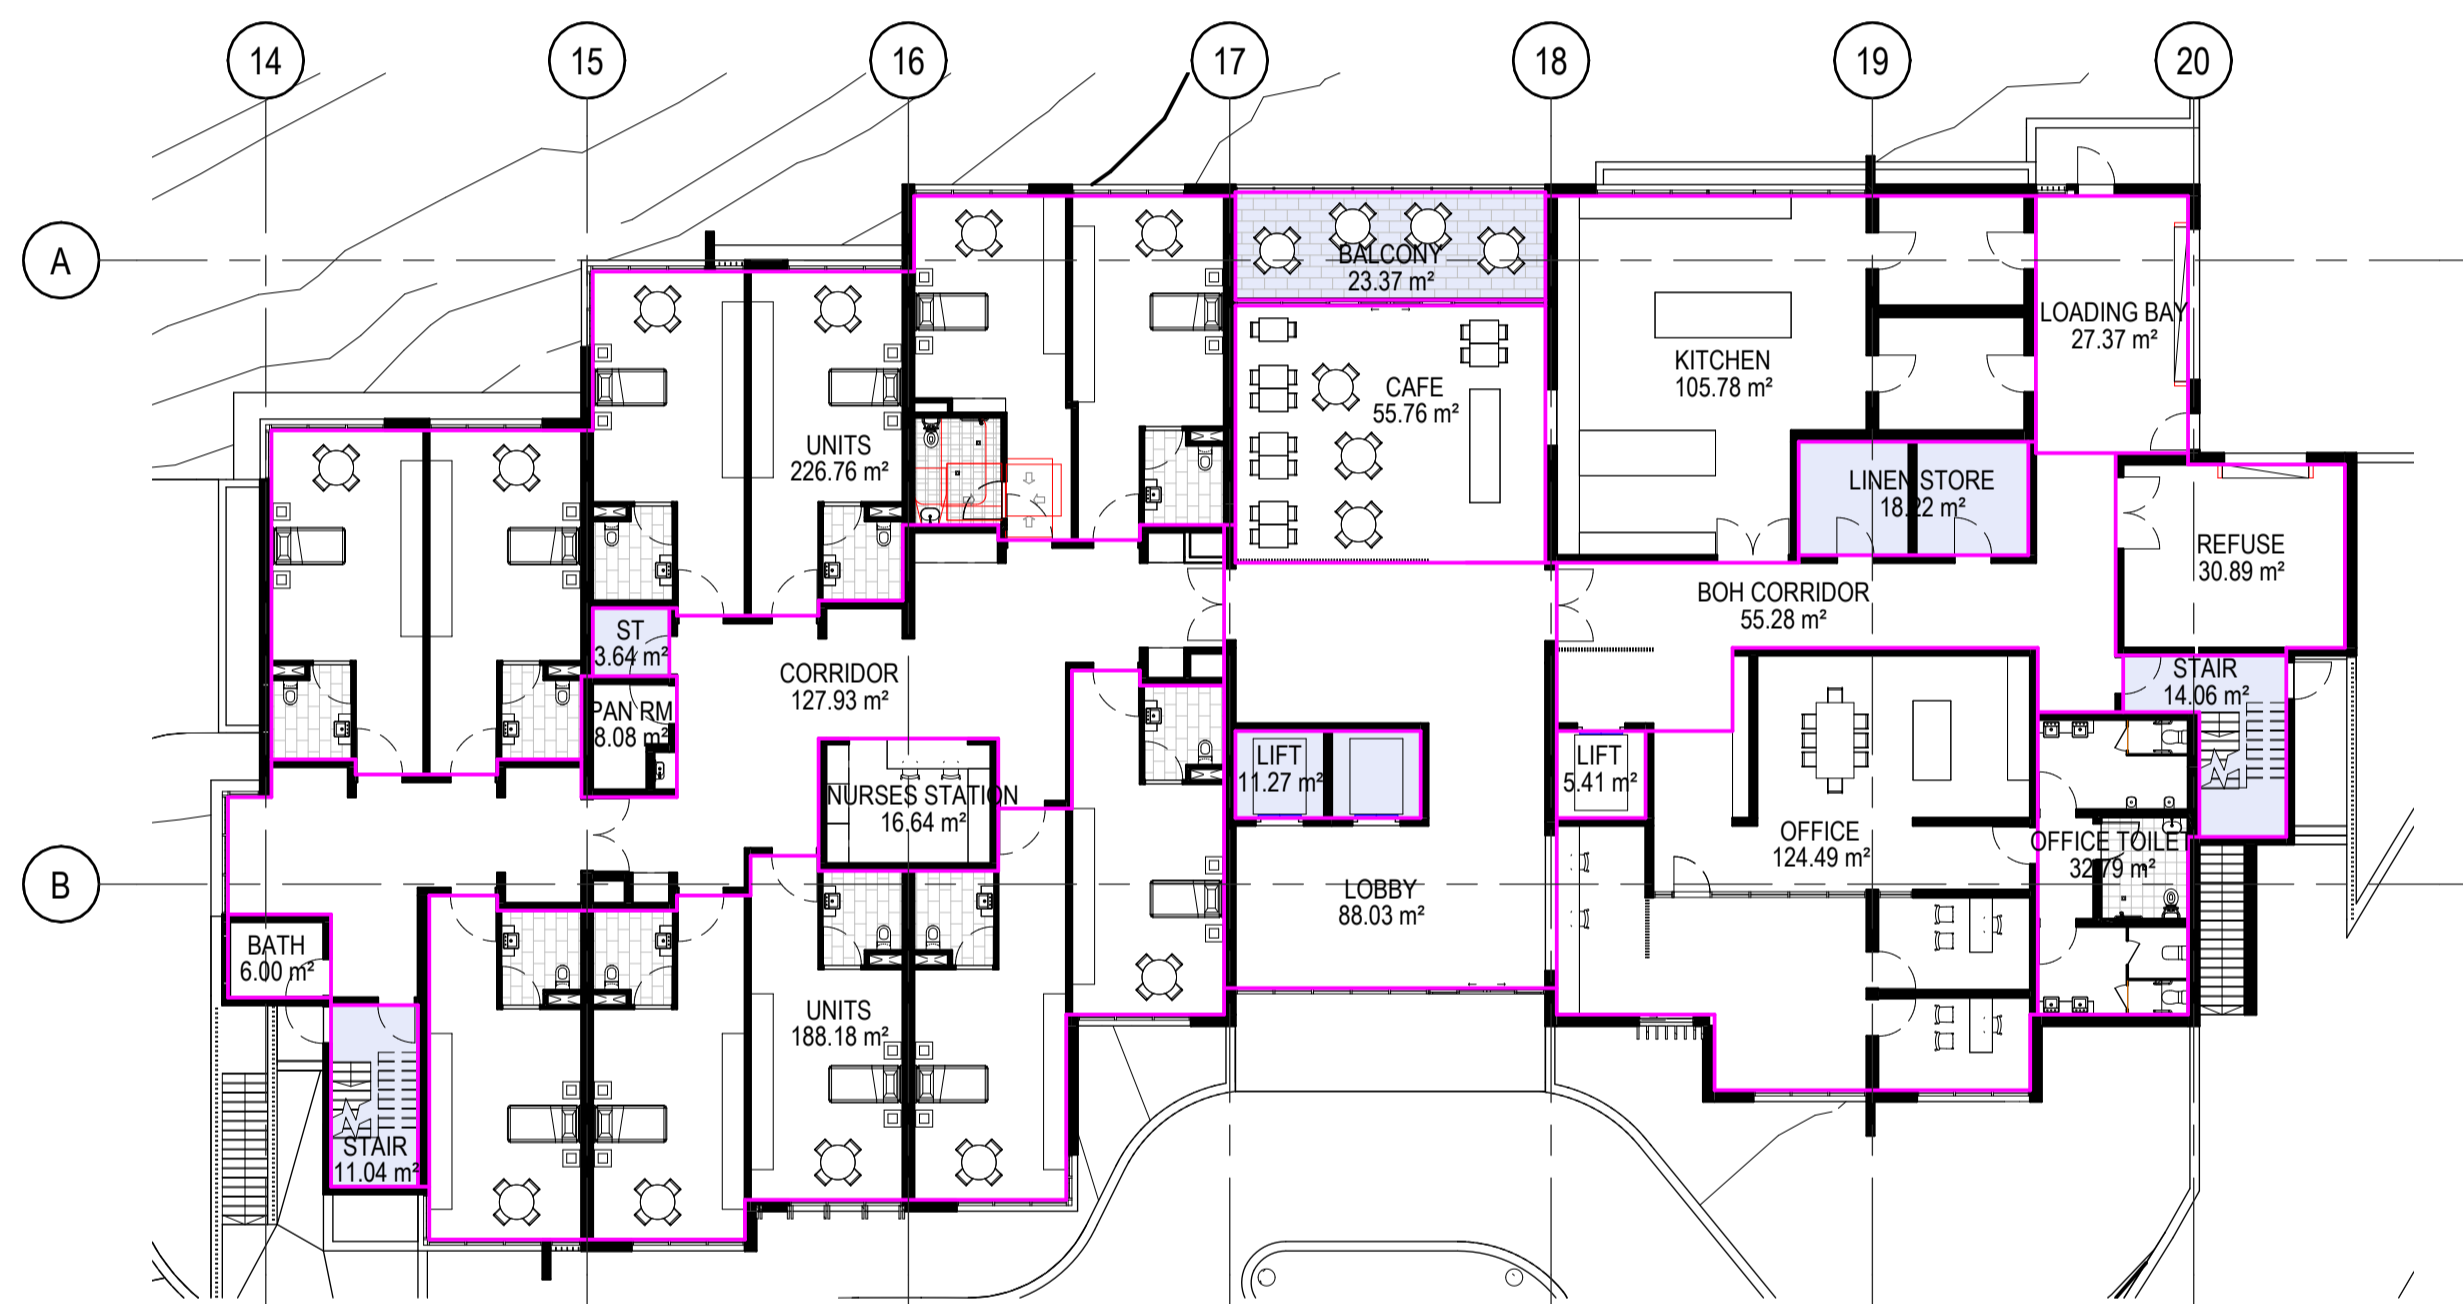 14
15
16
17
18
19
20
A
BALCONY
23.37 m²
LOADING BAY
27.37 m²
KITCHEN
105.78 m²
CAFE
55.76 m²
UNITS
226.76 m²
LINEN STORE
18.22 m²
REFUSE
30.89 m²
BOH CORRIDOR
55.28 m²
ST
3.64 m²
CORRIDOR
127.93 m²
STAIR
14.06 m²
PAN RM
8.08 m²
LIFT
11.27 m²
LIFT
5.41 m²
NURSES STATION
16.64 m²
OFFICE
124.49 m²
OFFICE TOILET
32.79 m²
B
LOBBY
88.03 m²
BATH
6.00 m²
UNITS
188.18 m²
STAIR
11.04 m²